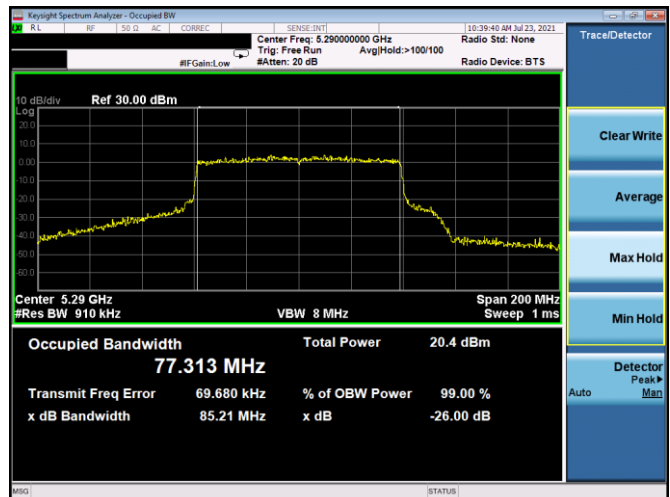 Keysight Spectrum Analyzer - Occupied BW
RL RF 50 Ω AC CORREC SENSE:INT 10:39:40 AM Jul 23, 2021
Center Freq: 5.290000000 GHz Radio Std: None
Trig: Free Run Avg|Hold:>100/100
#IFGain:Low #Atten: 20 dB Radio Device: BTS
Trace/Detector
10 dB/div Ref 30.00 dBm
Log
20.0
10.0
0.00
-10.0
-20.0
-30.0
-40.0
-50.0
-60.0
Center 5.29 GHz Span 200 MHz
#Res BW 910 kHz VBW 8 MHz Sweep 1 ms
Occupied Bandwidth Total Power 20.4 dBm
77.313 MHz
Transmit Freq Error 69.680 kHz % of OBW Power 99.00 %
x dB Bandwidth 85.21 MHz x dB -26.00 dB
Clear Write
Average
Max Hold
Min Hold
Detector
Peak▶
Auto Man
MSG STATUS